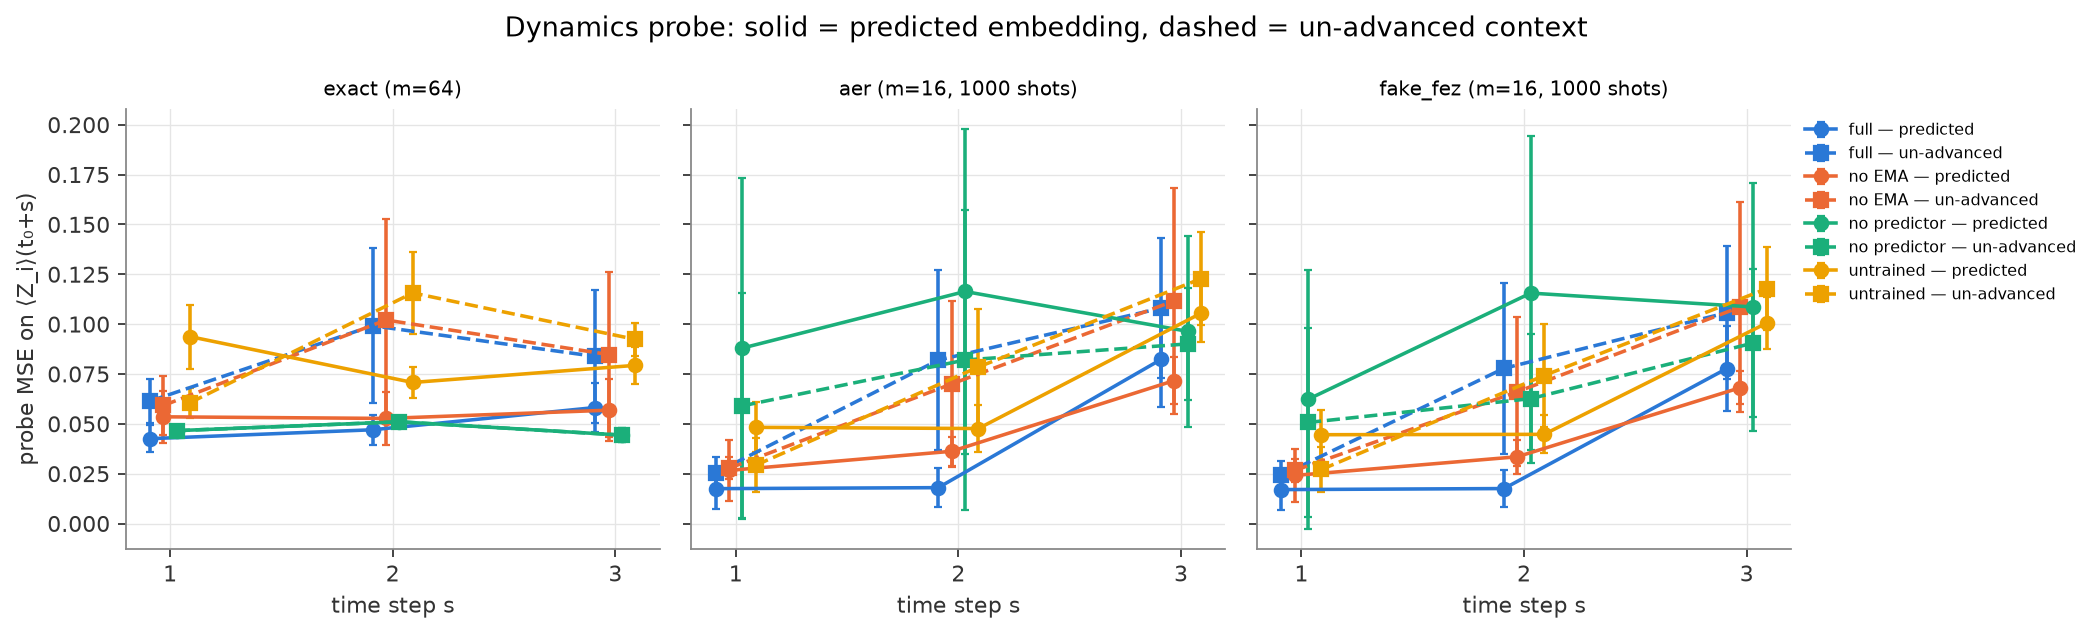 Dynamics probe: solid = predicted embedding, dashed = un-advanced context
exact (m=64)
aer (m=16, 1000 shots)
fake_fez (m=16, 1000 shots)
probe MSE on ⟨Z_i⟩(t₀+s)
0.200
0.175
0.150
0.125
0.100
0.075
0.050
0.025
0.000
1 2 3
1 2 3
1 2 3
time step s
time step s
time step s
full — predicted
full — un-advanced
no EMA — predicted
no EMA — un-advanced
no predictor — predicted
no predictor — un-advanced
untrained — predicted
untrained — un-advanced